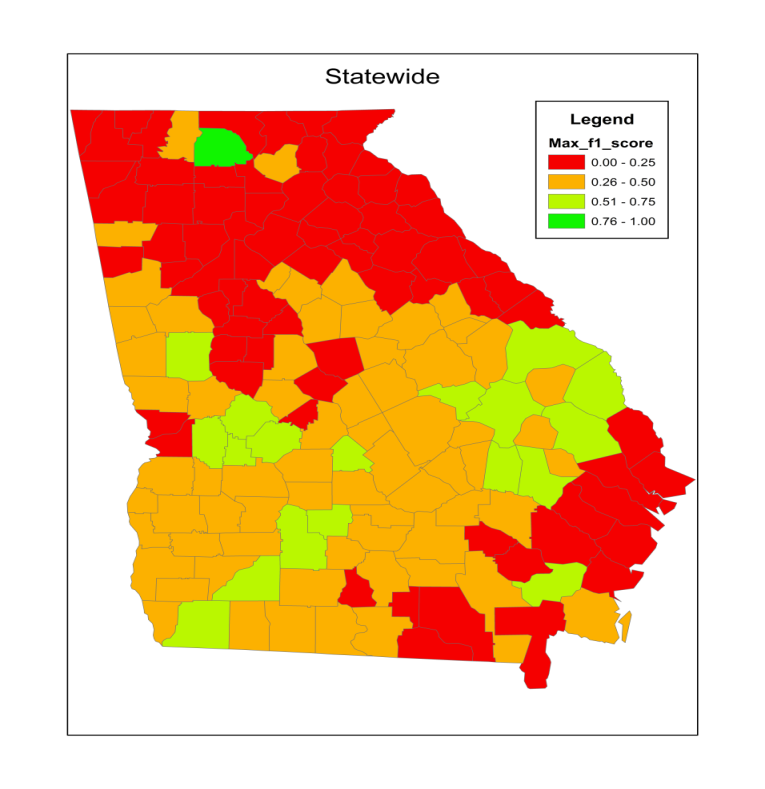 Statewide
Legend
Max_f1_score
0.00 - 0.25
0.26 - 0.50
0.51 - 0.75
0.76 - 1.00